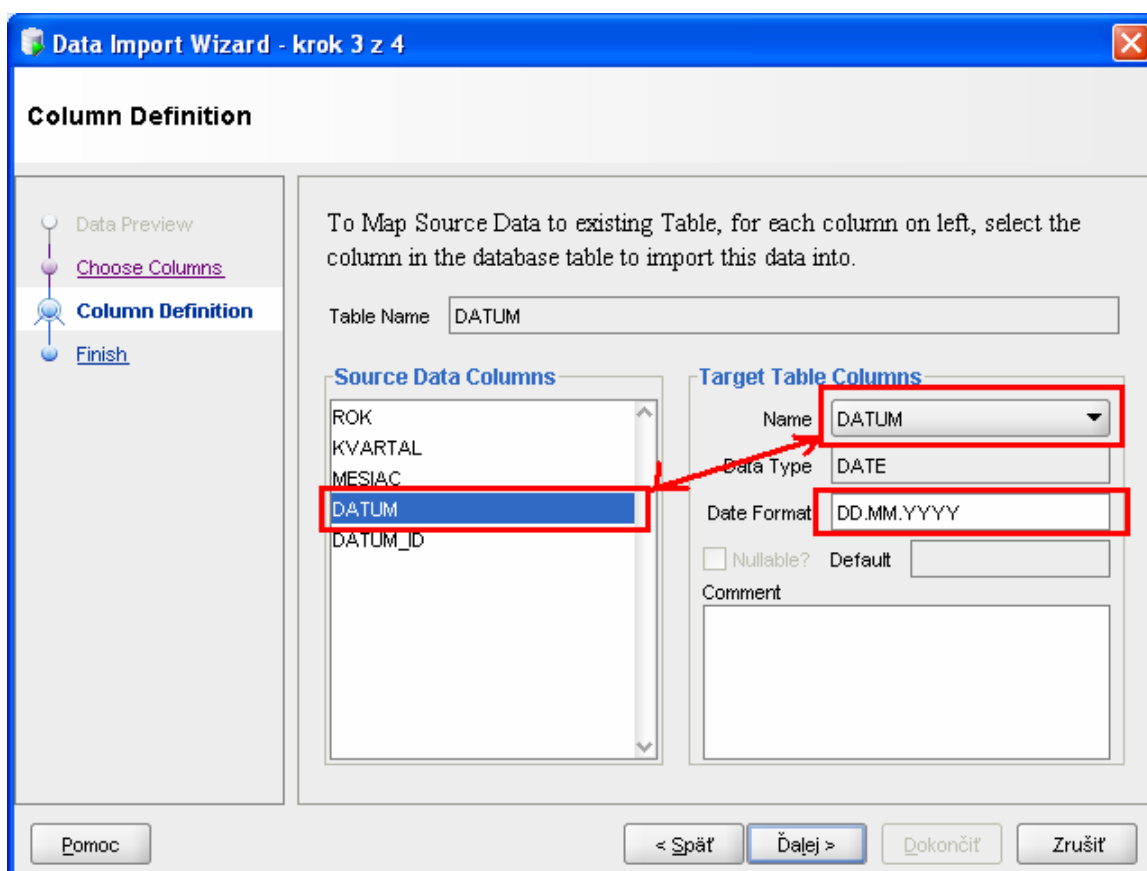 Data Import Wizard - krok 3 z 4
Column Definition
Data Preview
Choose Columns
Column Definition
Finish
To Map Source Data to existing Table, for each column on left, select the
column in the database table to import this data into.
Table Name DATUM
Source Data Columns
ROK
KVARTAL
MESIAC
DATUM
DATUM_ID
Target Table Columns
Name DATUM
Data Type DATE
Date Format DD.MM.YYYY
Nullable? Default
Comment
Pomoc
< Späť
Ďalej >
Dokončiť
Zrušiť